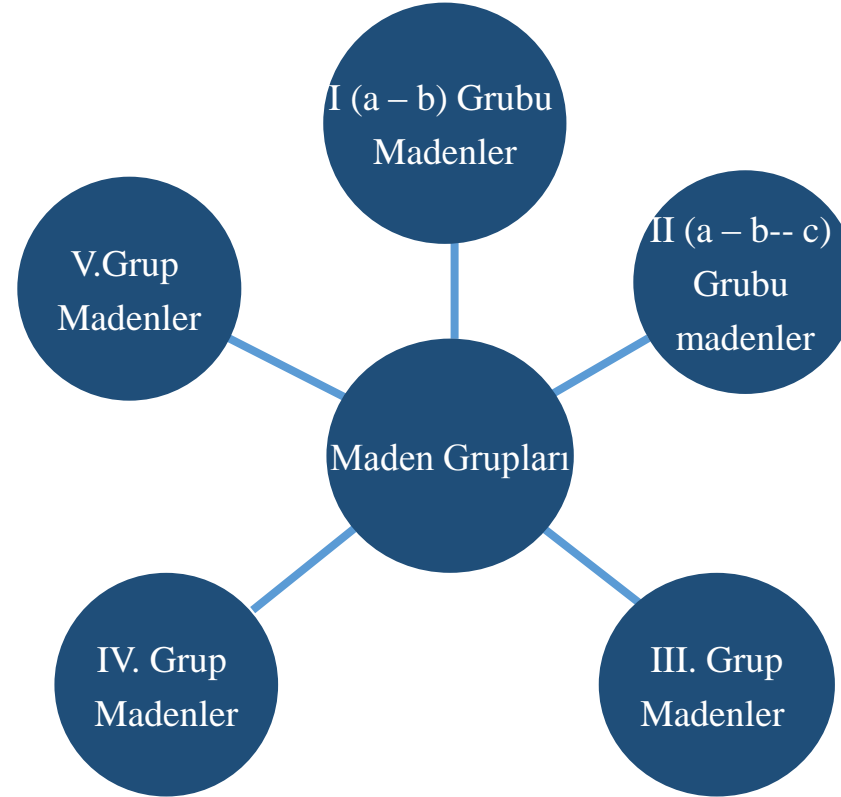 I (a – b) Grubu
Madenler
II (a – b-- c)
Grubu
madenler
V.Grup
Madenler
Maden Grupları
IV. Grup
Madenler
III. Grup
Madenler